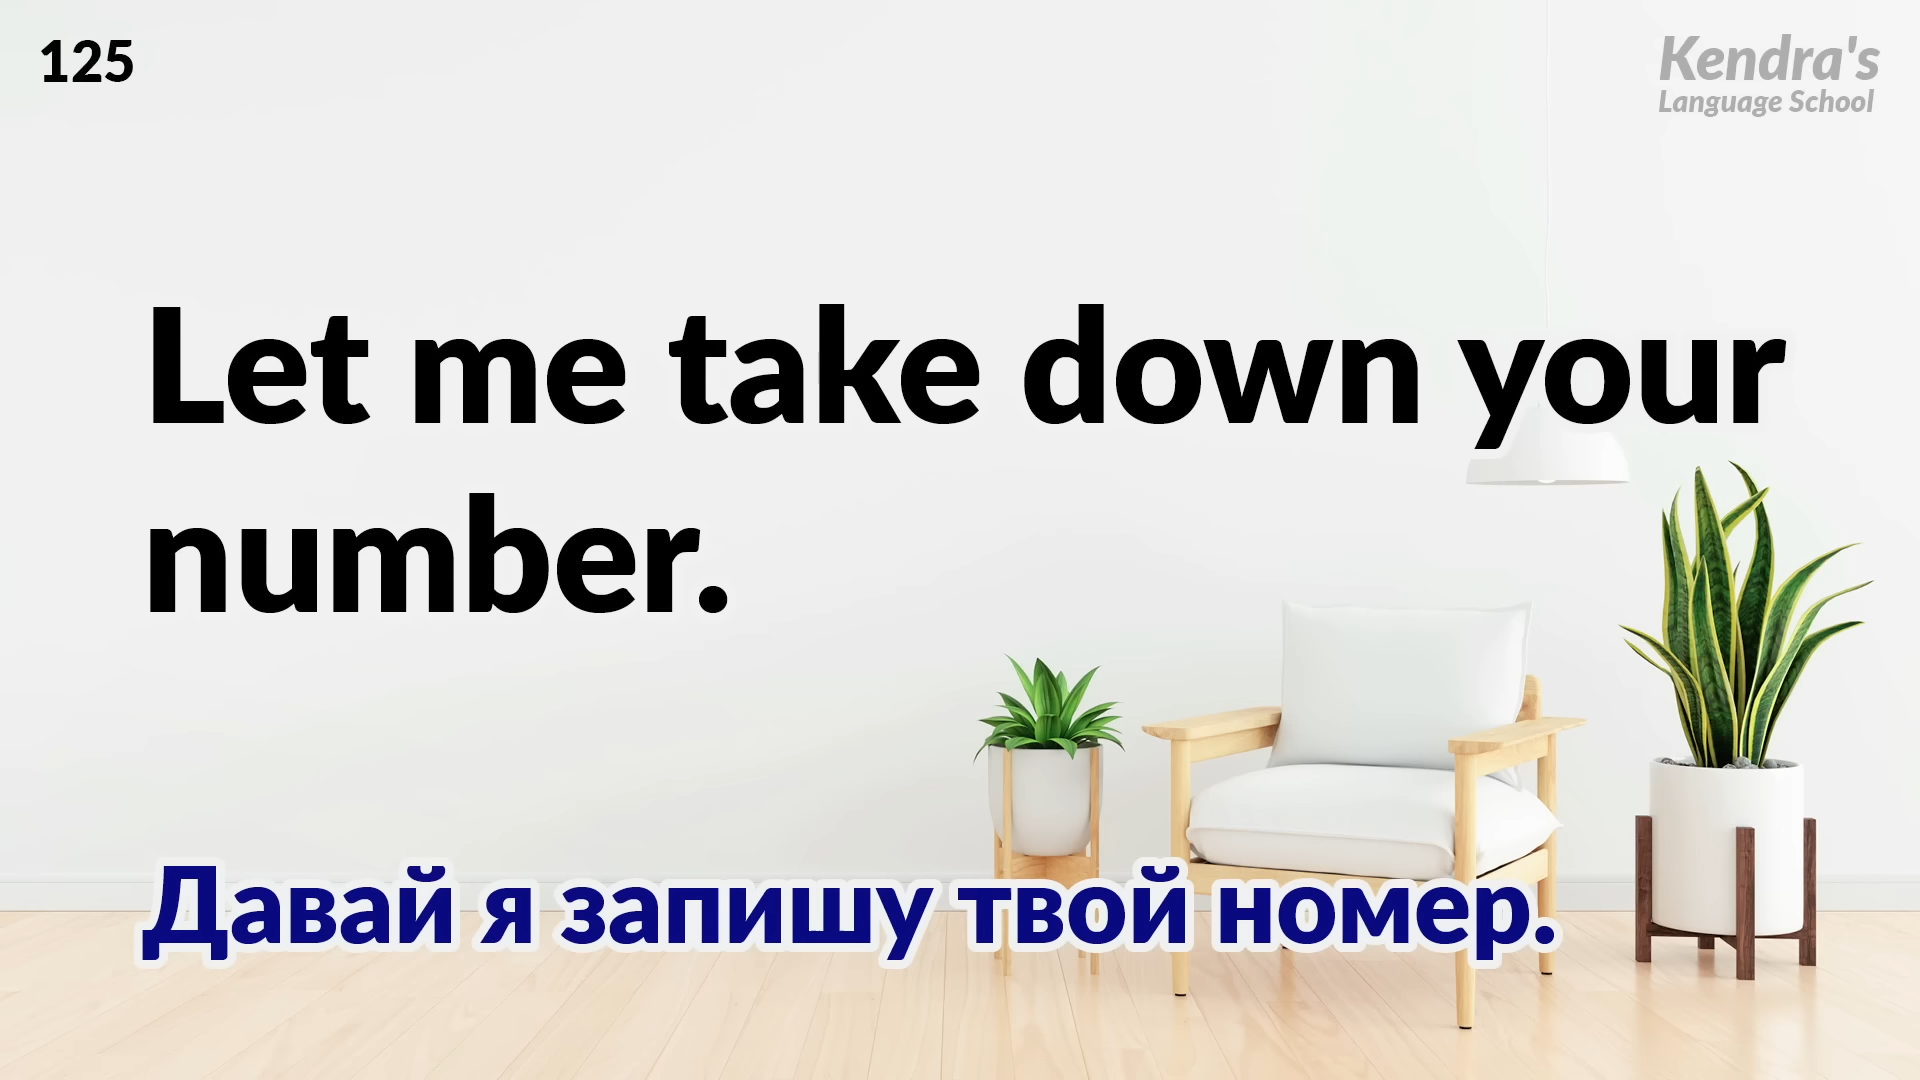 125
Kendra's
Language School
Let me take down your
number.
Давай я запишу твой номер.